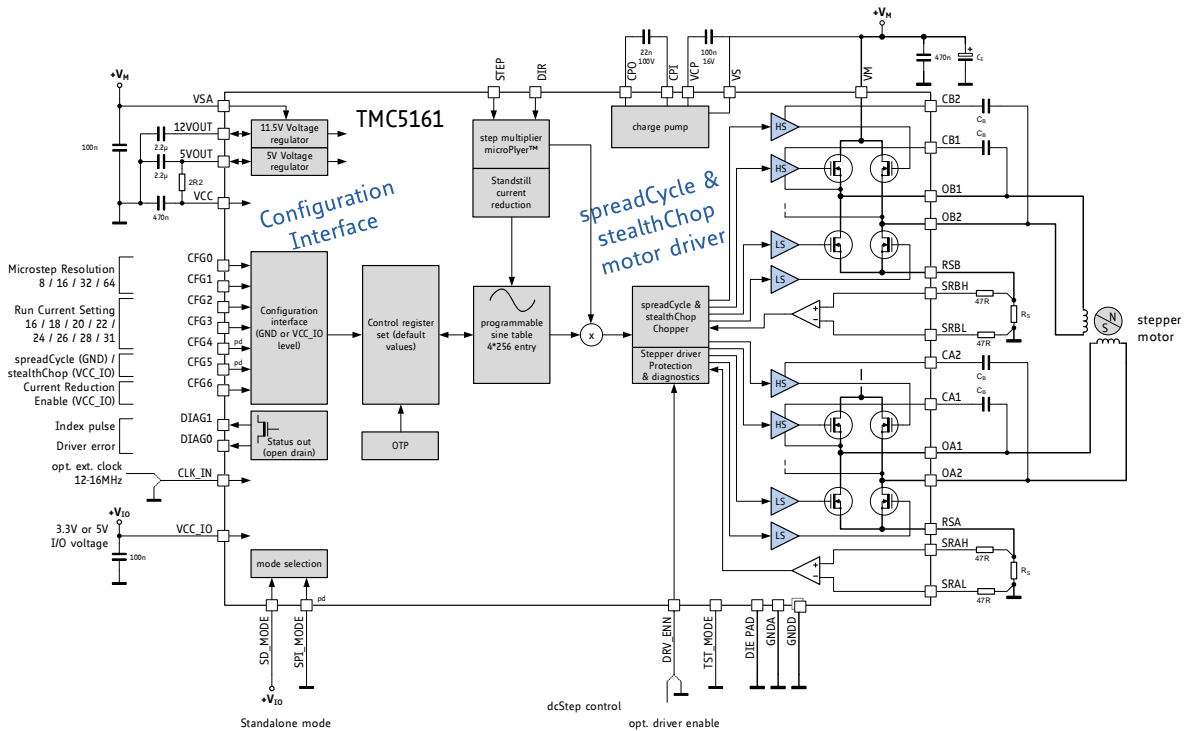 +VM
STEP
DIR
CPO
22n
100V
CPI
VCP
100n
16V
VS
VM
+VM
470n
+
CE
+VM
VSA
100n
12VOUT
2.2µ
5VOUT
2.2µ
2R2
VCC
470n
TMC5161
11.5V Voltage
regulator
5V Voltage
regulator
step multiplier
microPlyer™
Standstill
current
reduction
charge pump
Configuration
Interface
spreadCycle &
stealthChop
motor driver
Microstep Resolution
8 / 16 / 32 / 64
Run Current Setting
16 / 18 / 20 / 22 /
24 / 26 / 28 / 31
spreadCycle (GND) /
stealthChop (VCC_IO)
Current Reduction
Enable (VCC_IO)
Index pulse
Driver error
opt. ext. clock
12-16MHz
+VIO
3.3V or 5V
I/O voltage
100n
CFG0
CFG1
CFG2
CFG3
CFG4
pd
CFG5
pd
CFG6
DIAG1
DIAG0
CLK_IN
VCC_IO
Configuration
interface
(GND or VCC_IO
level)
Status out
(open drain)
mode selection
Control register
set (default
values)
OTP
programmable
sine table
4*256 entry
x
spreadCycle &
stealthChop
Chopper
Stepper driver
Protection
& diagnostics
HS
HS
LS
LS
+
-
HS
HS
LS
LS
+
-
CB2
CB
CB1
CB
OB1
OB2
RSB
SRBH
47R
RS
SRBL
47R
CA2
CB
CA1
CB
OA1
OA2
RSA
SRAH
47R
RS
SRAL
47R
N
S
stepper
motor
SD_MODE
SPI_MODE
pd
DRV_ENN
TST_MODE
DIE PAD
GNDA
GNDD
+VIO
Standalone mode
dcStep control
opt. driver enable